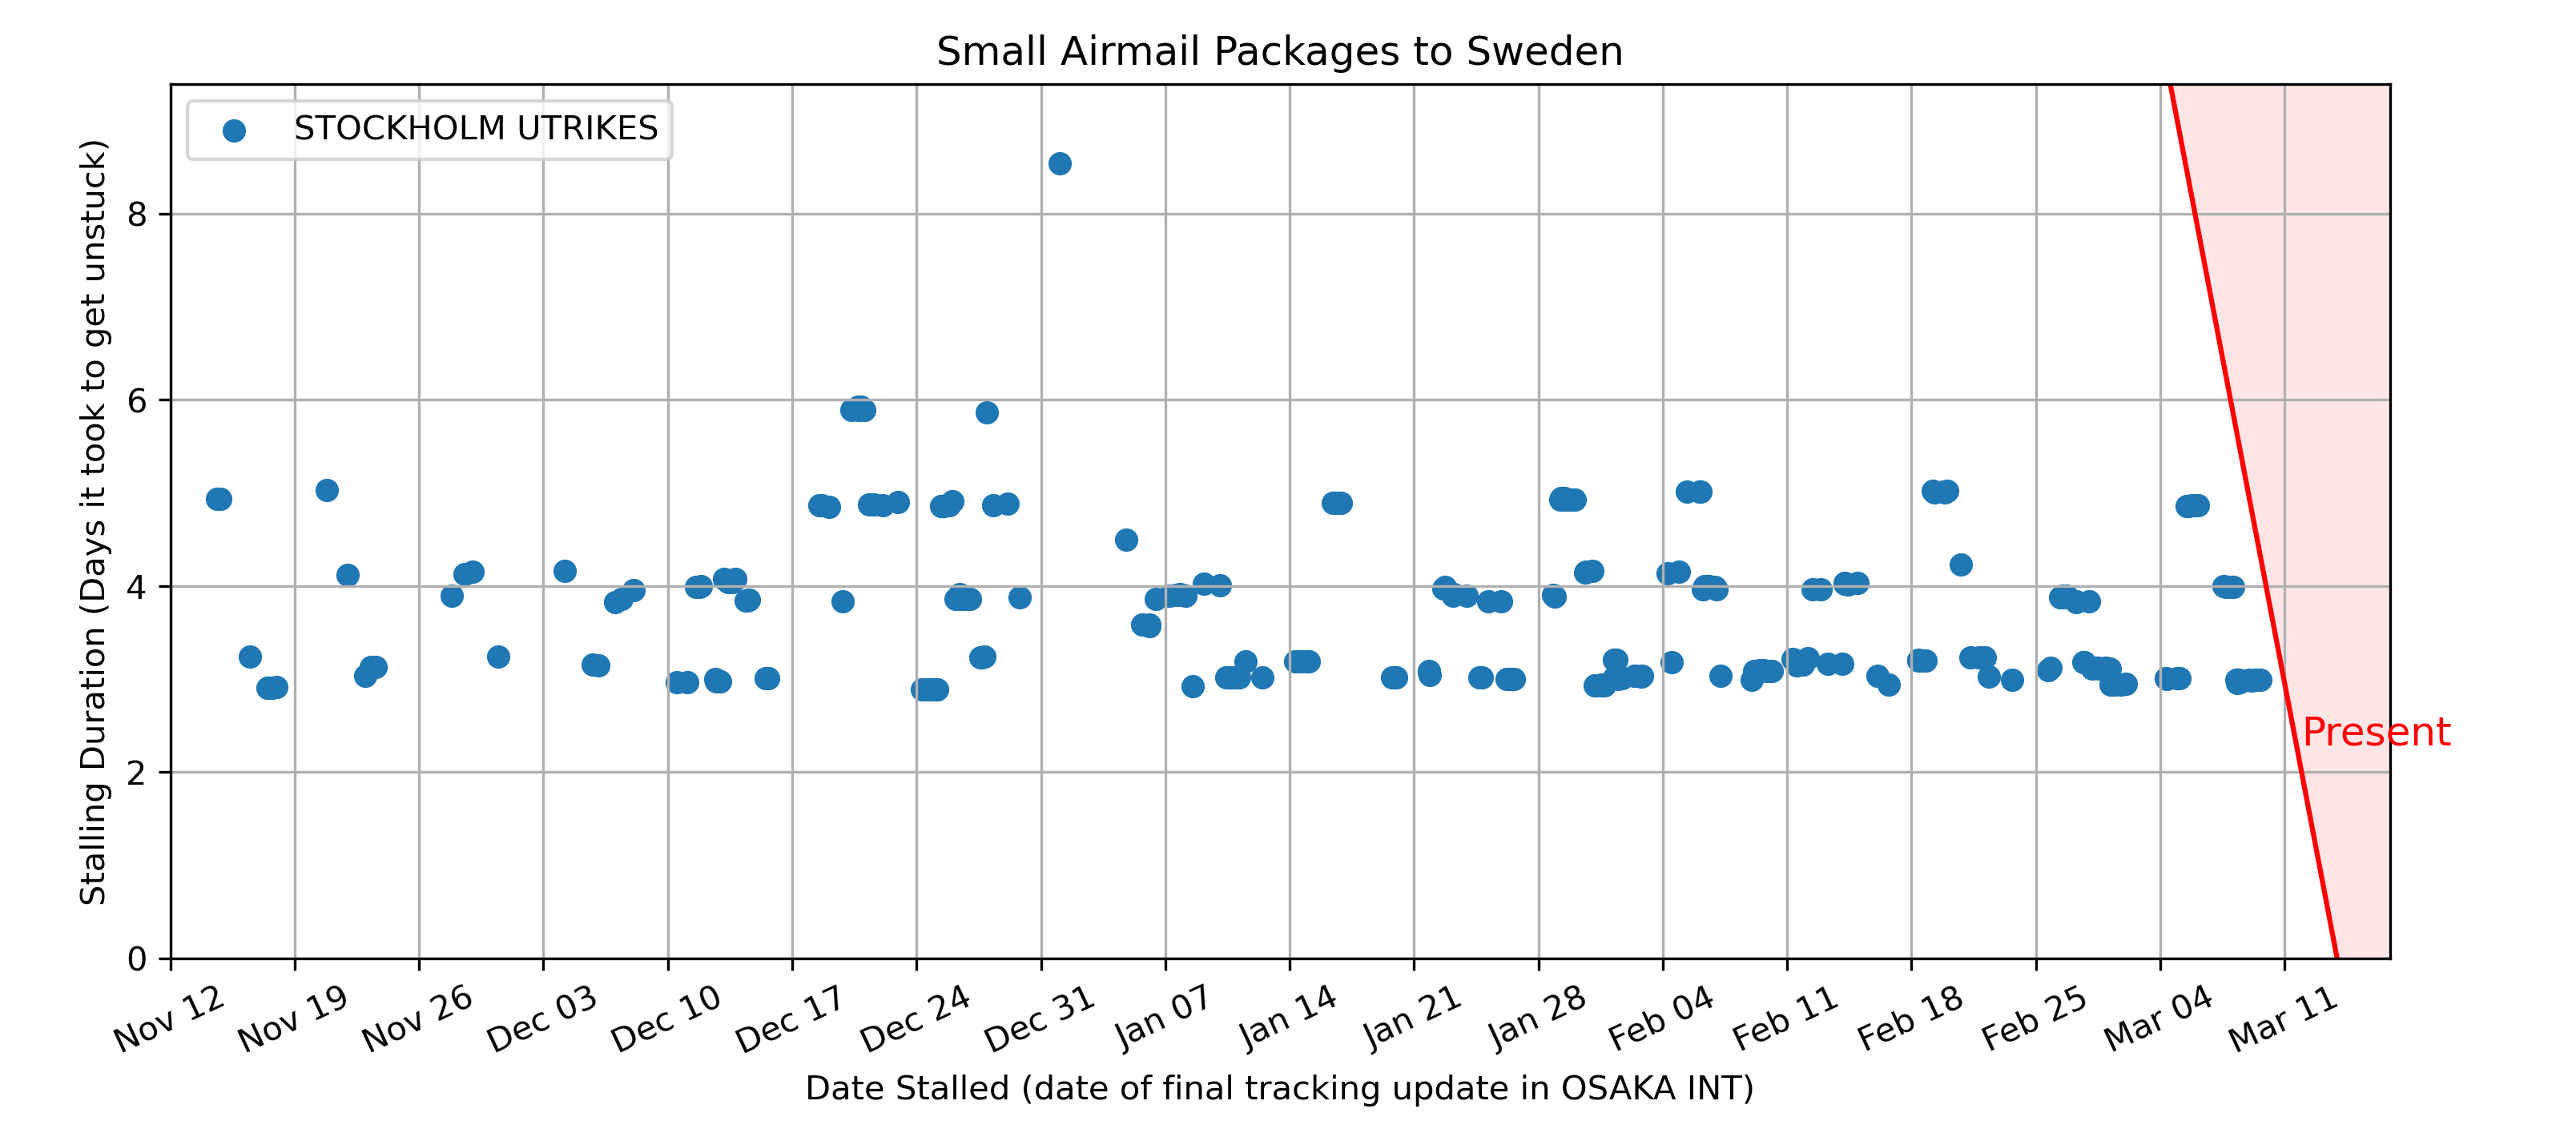 Small Airmail Packages to Sweden
STOCKHOLM UTRIKES
Stalling Duration (Days it took to get unstuck)
8
6
4
2
0
Present
Nov 12
Nov 19
Nov 26
Dec 03
Dec 10
Dec 17
Dec 24
Dec 31
Jan 07
Jan 14
Jan 21
Jan 28
Feb 04
Feb 11
Feb 18
Feb 25
Mar 04
Mar 11
Date Stalled (date of final tracking update in OSAKA INT)